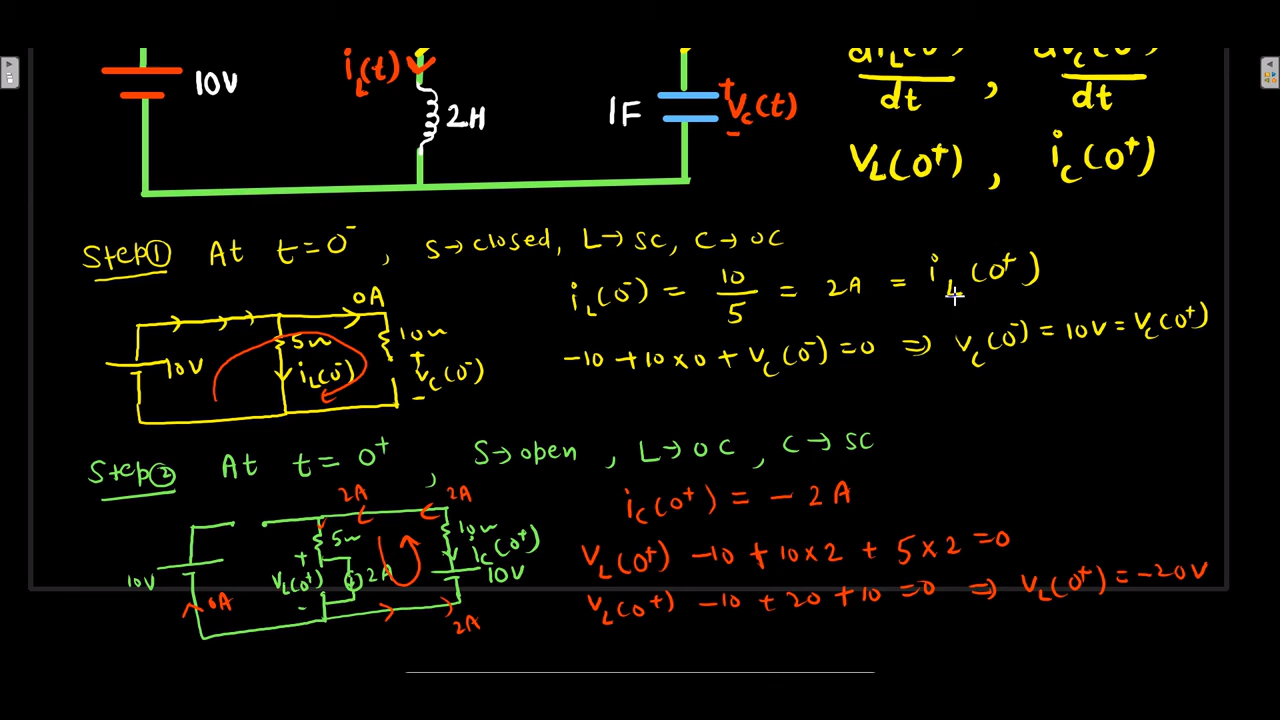 diL(0+) dvc(0+)
dt , dt
10V iL(t) 2H 1F + Vc(t) -
VL(0+) , ic(0+)
Step① At t=0- , S→closed, L→SC, C→OC
iL(0-) = 10/5 = 2A = iL(0+)
-10 + 10×0 + Vc(0-) = 0 ⇒ Vc(0-) = 10V = Vc(0+)
0A
10V 5Ω iL(0-) 10Ω + Vc(0-) -
Step② At t=0+ , S→open , L→OC , C→SC
ic(0+) = -2A
VL(0+) -10 + 10×2 + 5×2 = 0
VL(0+) -10 + 20 + 10 = 0 ⇒ VL(0+) = -20V
2A 2A
5Ω 10Ω ic(0+)
10V + VL(0+) - 2A 10V
0A 2A